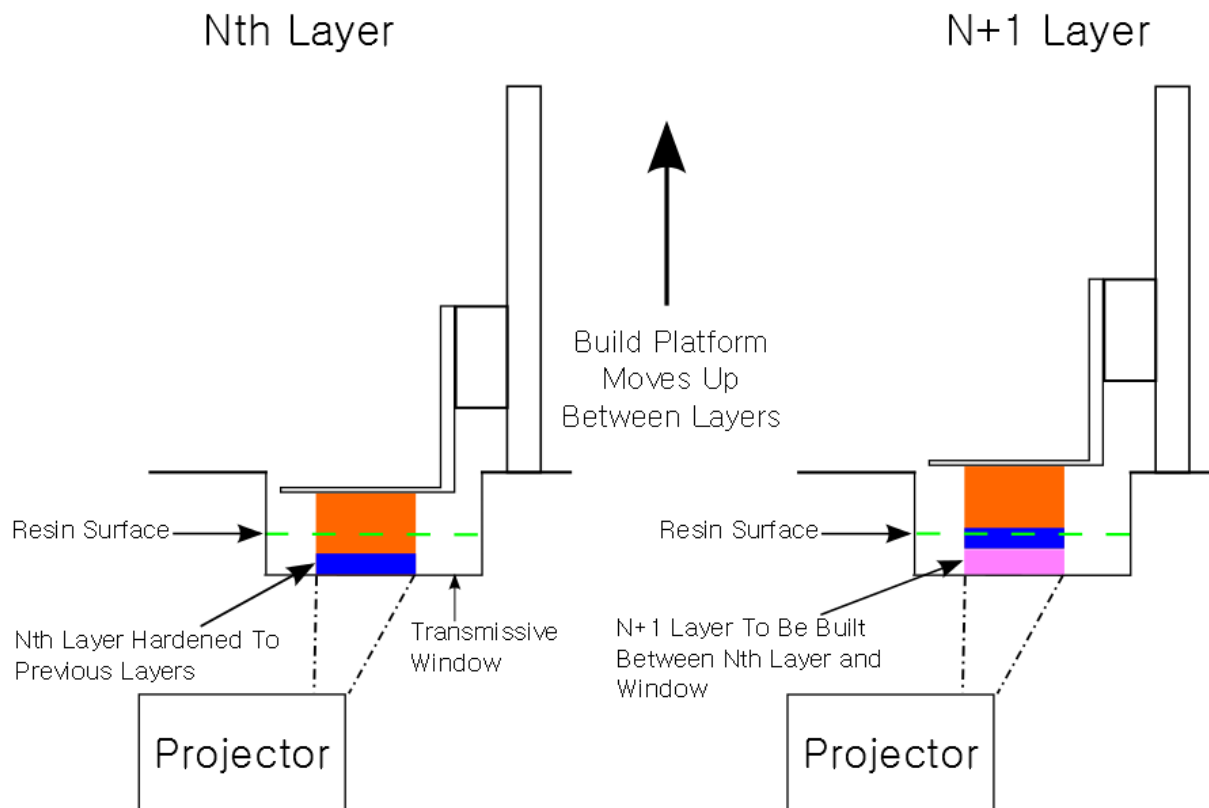 Nth Layer
N+1 Layer
Build Platform
Moves Up
Between Layers
Resin Surface
Resin Surface
Nth Layer Hardened To
Previous Layers
Transmissive
Window
N+1 Layer To Be Built
Between Nth Layer and
Window
Projector
Projector